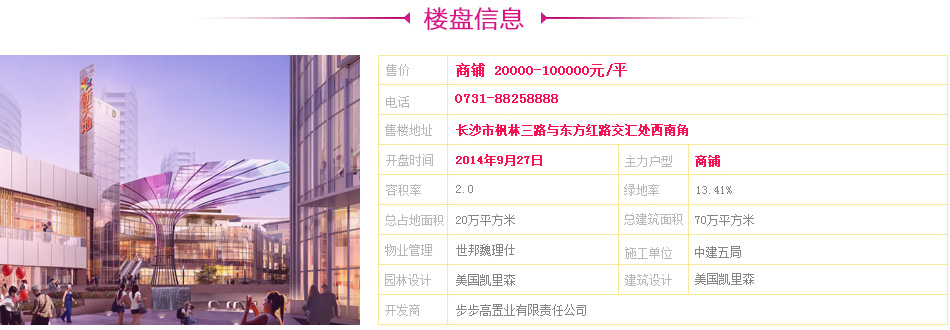 楼盘信息
售价 商铺 20000-100000元/平
电话 0731-88258888
售楼地址 长沙市枫林三路与东方红路交汇处西南角
开盘时间 2014年9月27日 主力户型 商铺
容积率 2.0 绿地率 13.41%
总占地面积 20万平方米 总建筑面积 70万平方米
物业管理 世邦魏理仕 施工单位 中建五局
园林设计 美国凯里森 建筑设计 美国凯里森
开发商 步步高置业有限责任公司